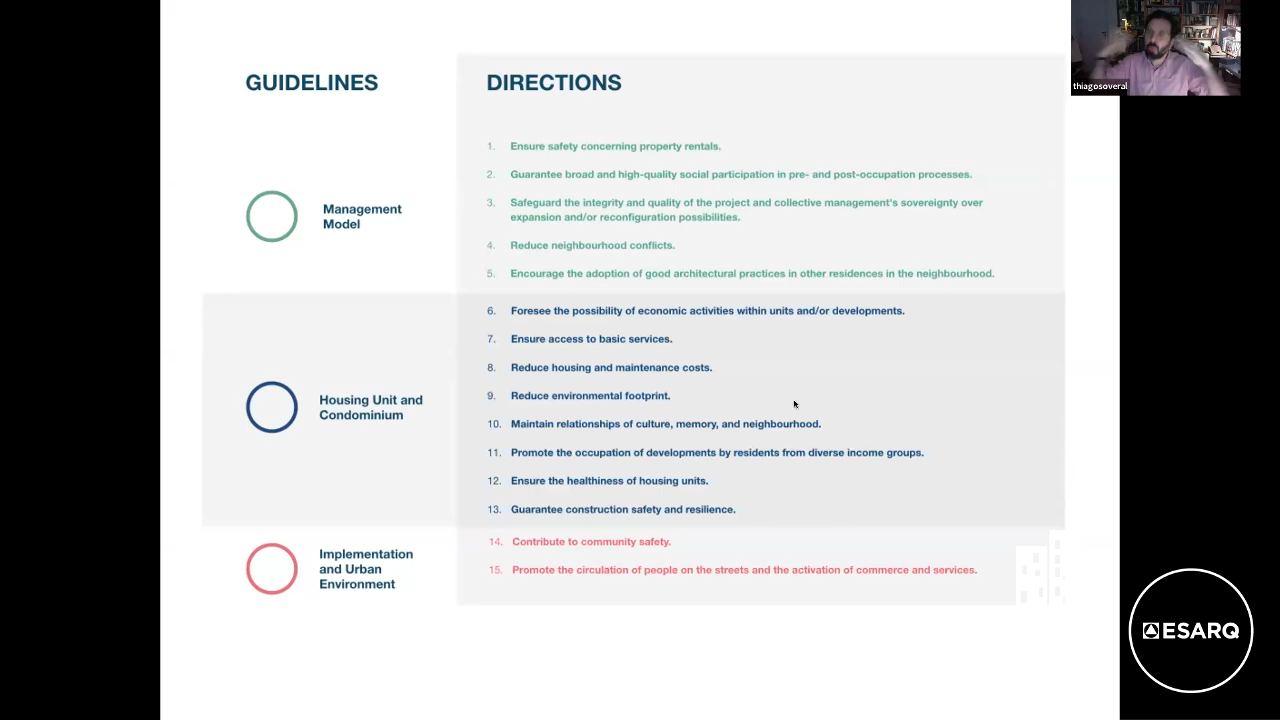 GUIDELINES
DIRECTIONS
Management
Model
1. Ensure safety concerning property rentals.
2. Guarantee broad and high-quality social participation in pre- and post-occupation processes.
3. Safeguard the integrity and quality of the project and collective management's sovereignty over
expansion and/or reconfiguration possibilities.
4. Reduce neighbourhood conflicts.
5. Encourage the adoption of good architectural practices in other residences in the neighbourhood.
Housing Unit and
Condominium
6. Foresee the possibility of economic activities within units and/or developments.
7. Ensure access to basic services.
8. Reduce housing and maintenance costs.
9. Reduce environmental footprint.
10. Maintain relationships of culture, memory, and neighbourhood.
11. Promote the occupation of developments by residents from diverse income groups.
12. Ensure the healthiness of housing units.
13. Guarantee construction safety and resilience.
Implementation
and Urban
Environment
14. Contribute to community safety.
15. Promote the circulation of people on the streets and the activation of commerce and services.
thiagosoveral
ESARQ